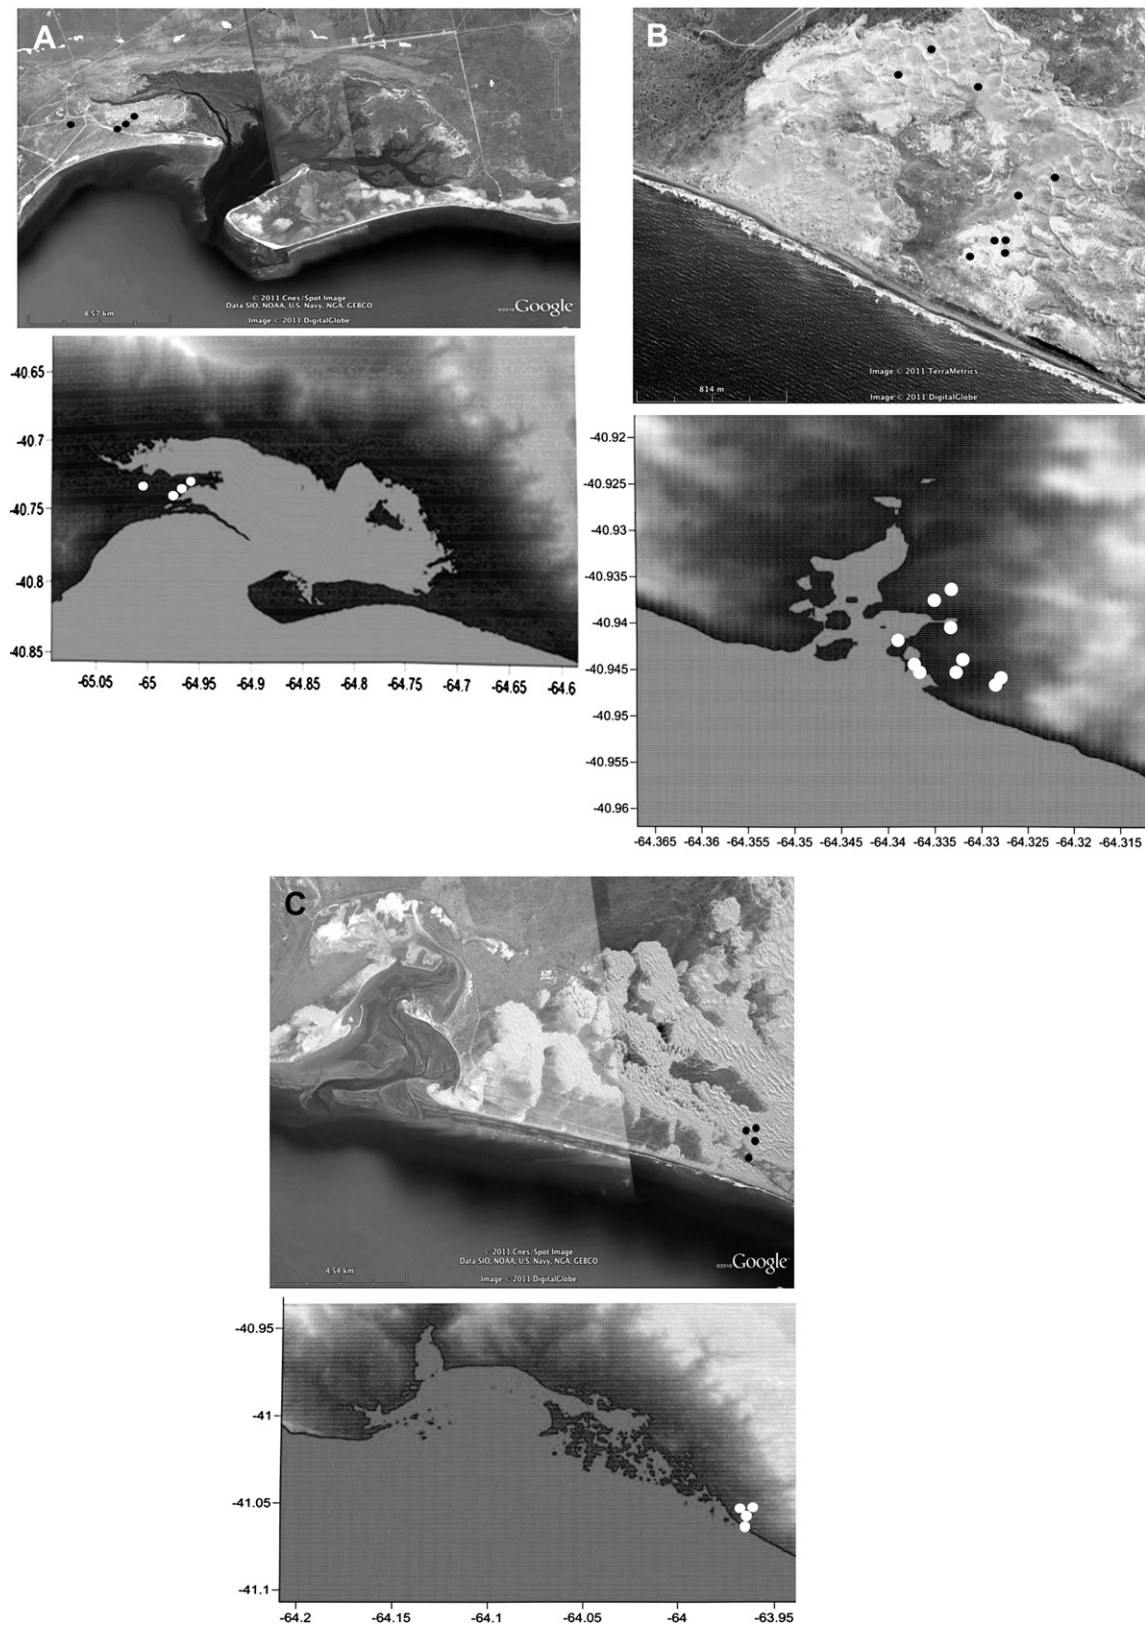 A
© 2011 Cnes/Spot Image
Data SIO, NOAA, U.S. Navy, NGA, GEBCO
Image © 2011 DigitalGlobe
©2010 Google
8.57 km
-40.65
-40.7
-40.75
-40.8
-40.85
-65.05 -65 -64.95 -64.9 -64.85 -64.8 -64.75 -64.7 -64.65 -64.6
B
Image © 2011 TerraMetrics
814 m
Image © 2011 DigitalGlobe
-40.92
-40.925
-40.93
-40.935
-40.94
-40.945
-40.95
-40.955
-40.96
-64.365 -64.36 -64.355 -64.35 -64.345 -64.34 -64.335 -64.33 -64.325 -64.32 -64.315
C
© 2011 Cnes/Spot Image
Data SIO, NOAA, U.S. Navy, NGA, GEBCO
Image © 2011 DigitalGlobe
©2010 Google
4.54 km
-40.95
-41
-41.05
-41.1
-64.2 -64.15 -64.1 -64.05 -64 -63.95